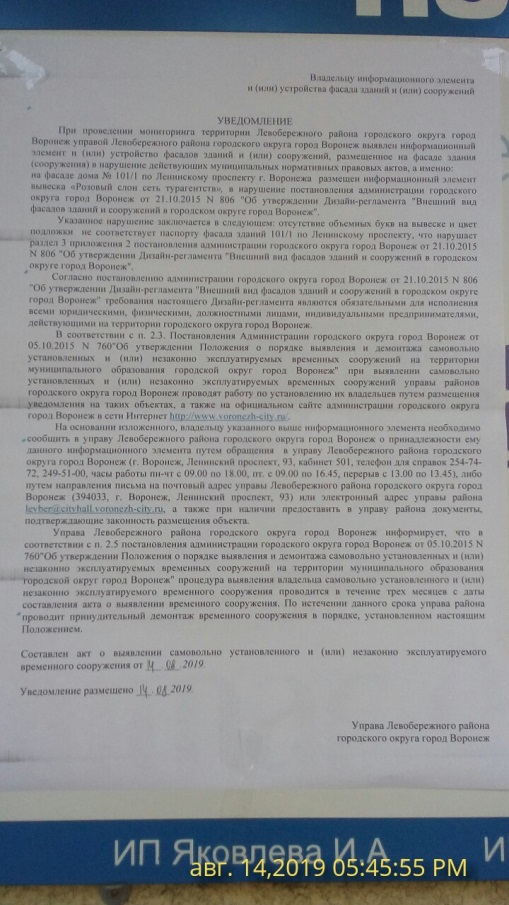 Владельцу информационного элемента
и (или) устройства фасада зданий и (или) сооружений
УВЕДОМЛЕНИЕ
При проведении мониторинга территории Левобережного района городского округа город
Воронеж управой Левобережного района городского округа город Воронеж выявлен информационный
элемент и (или) устройство фасадов зданий и (или) сооружений, размещенное на фасаде здания
(сооружения) в нарушение действующих муниципальных нормативных правовых актов, а именно:
на фасаде дома № 101/1 по Ленинскому проспекту г. Воронежа размещен информационный элемент
вывеска «Розовый слон сеть турагентств», в нарушение постановления администрации городского
округа город Воронеж от 21.10.2015 N 806 "Об утверждении Дизайн-регламента "Внешний вид
фасадов зданий и сооружений в городском округе город Воронеж".
Указанное нарушение заключается в следующем: отсутствие объемных букв на вывеске и цвет
подложки не соответствует паспорту фасада зданий 101/1 по Ленинскому проспекту, что нарушает
раздел 3 приложения 2 постановления администрации городского округа город Воронеж от 21.10.2015
N 806 "Об утверждении Дизайн-регламента "Внешний вид фасадов зданий и сооружений в городском
округе город Воронеж".
Согласно постановлению администрации городского округа город Воронеж от 21.10.2015 N 806
"Об утверждении Дизайн-регламента "Внешний вид фасадов зданий и сооружений в городском округе
город Воронеж" требования настоящего Дизайн-регламента являются обязательными для исполнения
всеми юридическими, физическими, должностными лицами, индивидуальными предпринимателями,
действующими на территории городского округа город Воронеж.
В соответствии с п. 2.3. Постановления Администрации городского округа город Воронеж от
05.10.2015 N 760"Об утверждении Положения о порядке выявления и демонтажа самовольно
установленных и (или) незаконно эксплуатируемых временных сооружений на территории
муниципального образования городской округ город Воронеж" при выявлении самовольно
установленных и (или) незаконно эксплуатируемых временных сооружений управы районов
городского округа город Воронеж проводят работу по установлению их владельцев путем размещения
уведомления на таких объектах, а также на официальном сайте администрации городского округа
город Воронеж в сети Интернет http://www.voronezh-city.ru/.
На основании изложенного, владельцу указанного выше информационного элемента необходимо
сообщить в управу Левобережного района городского округа город Воронеж о принадлежности ему
данного информационного элемента путем обращения в управу Левобережного района городского
округа город Воронеж (г. Воронеж, Ленинский проспект, 93, кабинет 501, телефон для справок 254-74-
72, 249-51-00, часы работы пн-чт с 09.00 по 18.00, пт. с 09.00 по 16.45, перерыв с 13.00 по 13.45), либо
путем направления письма на почтовый адрес управы Левобережного района городского округа город
Воронеж (394033, г. Воронеж, Ленинский проспект, 93) или электронный адрес управы района
levber@cityhall.voronezh-city.ru, а также при наличии предоставить в управу района документы,
подтверждающие законность размещения объекта.
Управа Левобережного района городского округа город Воронеж информирует, что в
соответствии с п. 2.5 постановления администрации городского округа город Воронеж от 05.10.2015 N
760"Об утверждении Положения о порядке выявления и демонтажа самовольно установленных и (или)
незаконно эксплуатируемых временных сооружений на территории муниципального образования
городской округ город Воронеж" процедура выявления владельца самовольно установленного и (или)
незаконно эксплуатируемого временного сооружения проводится в течение трех месяцев с даты
составления акта о выявлении временного сооружения. По истечении данного срока управа района
проводит принудительный демонтаж временного сооружения в порядке, установленном настоящим
Положением.
Составлен акт о выявлении самовольно установленного и (или) незаконно эксплуатируемого
временного сооружения от 14 .08 .2019.
Уведомление размещено 14 .08 2019.
Управа Левобережного района
городского округа город Воронеж
ИП Яковлева И.А
авг. 14,2019 05:45:55 PM